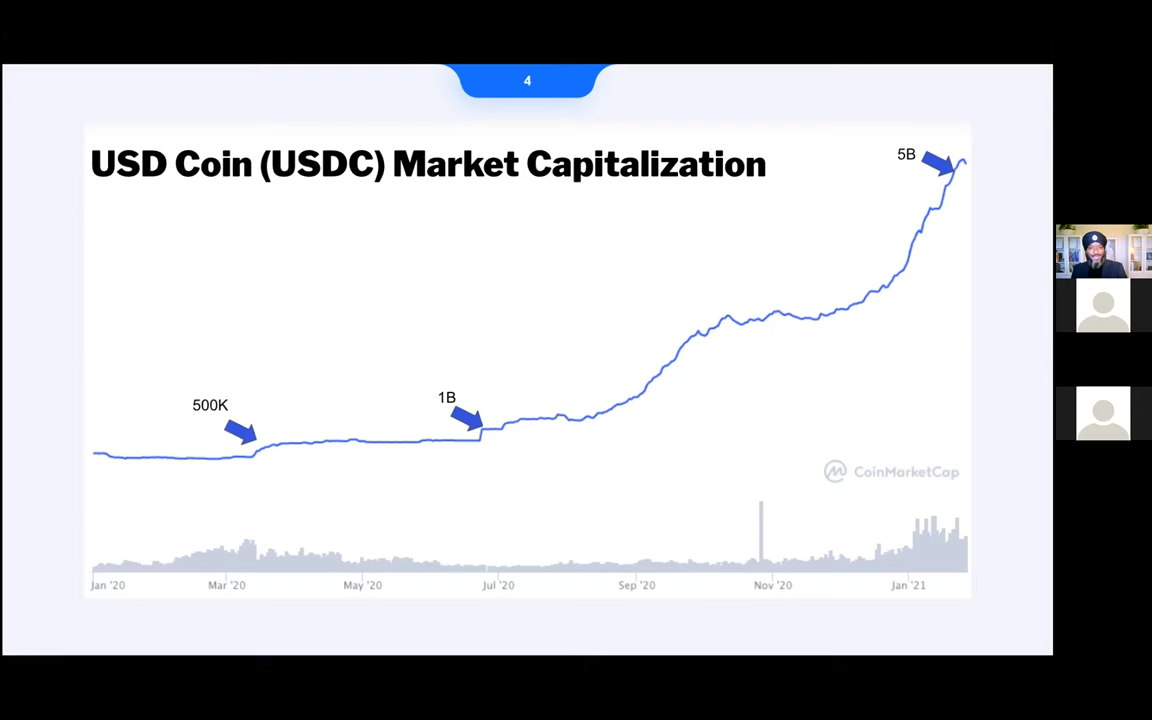 4
USD Coin (USDC) Market Capitalization
5B
500K
1B
CoinMarketCap
Jan '20 Mar '20 May '20 Jul '20 Sep '20 Nov '20 Jan '21